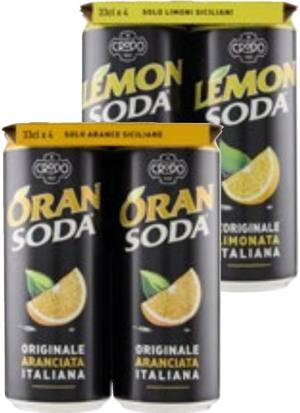 33cl x 4 SOLO LIMONI SICILIANI
CRODO CRODO
LEMON LEMON
SODA SODA
L'ORIGINALE
LIMONATA
ITALIANA
33cl x 4 SOLO ARANCE SICILIANE
CRODO CRODO
ORAN ORAN
SODA SODA
ORIGINALE ORIGINALE
ARANCIATA ARANCIATA
ITALIANA ITALIANA